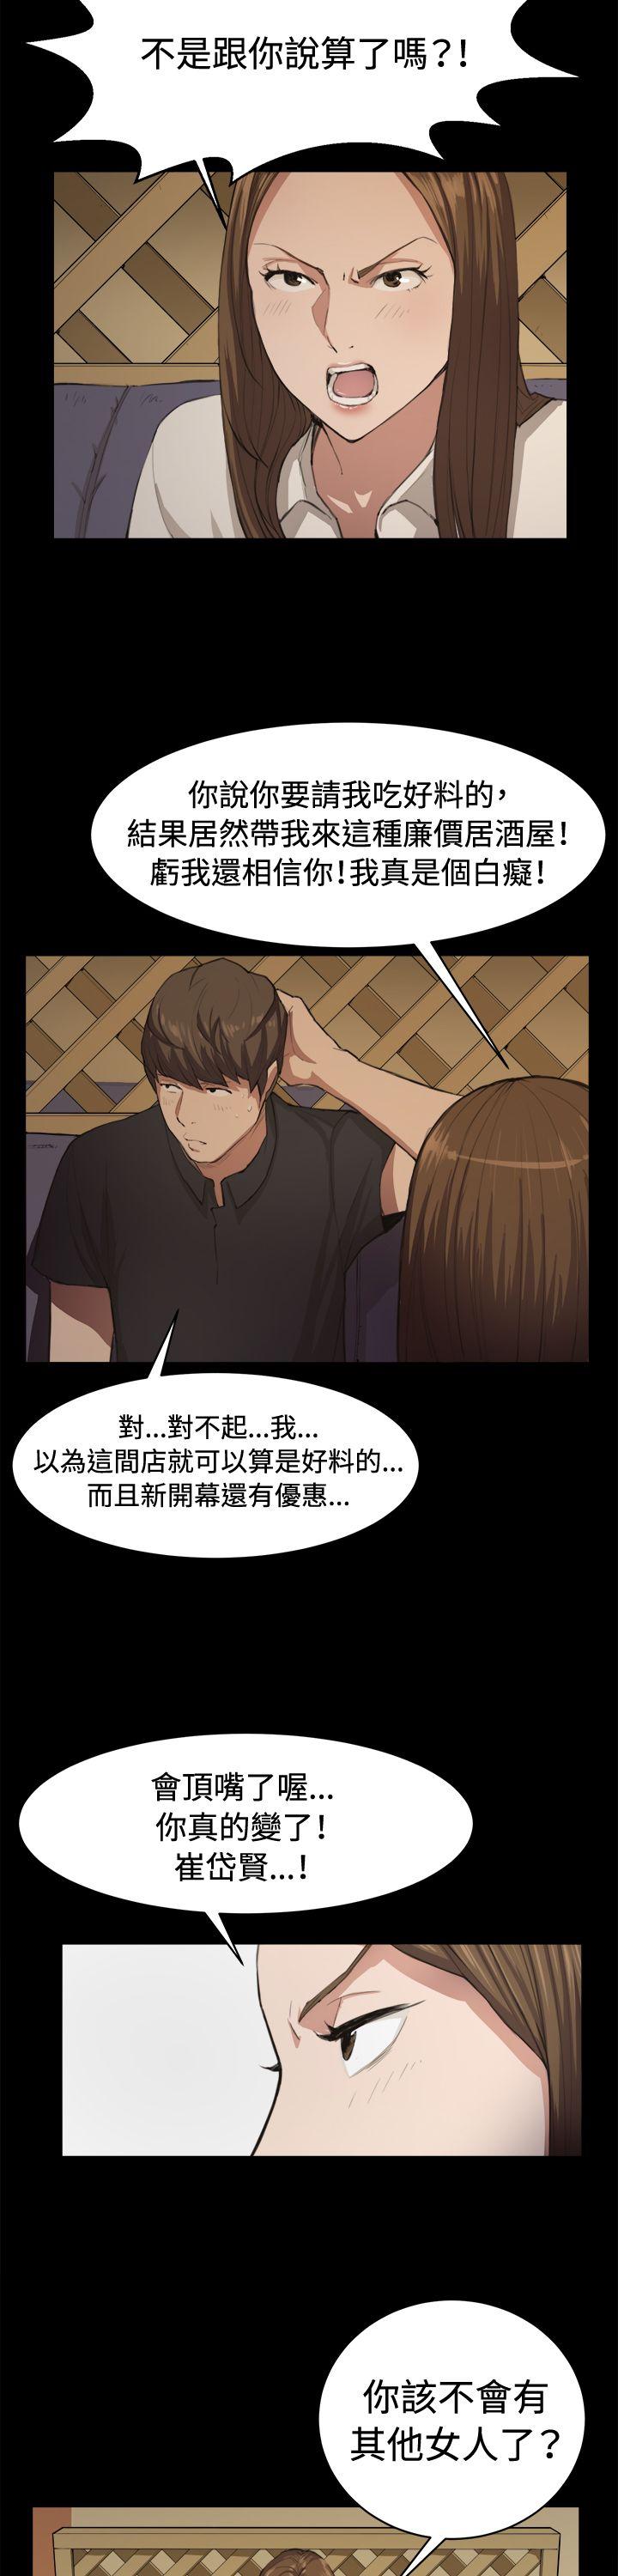 不是跟你說算了嗎？！
你說你要請我吃好料的，
結果居然帶我來這種廉價居酒屋！
虧我還相信你！我真是個白癡！
對...對不起...我...
以為這間店就可以算是好料的...
而且新開幕還有優惠...
會頂嘴了喔...
你真的變了！
崔岱賢...！
你該不會有
其他女人了？